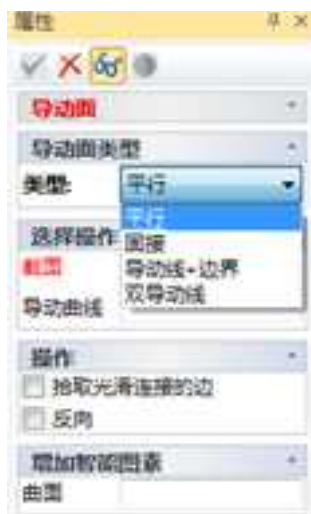 属性
导动面
导动面类型
类型: 平行
平行
固接
导动线+边界
双导动线
选择操作
截面
导动曲线
操作
拾取光滑连接的边
反向
增加智能图素
曲面